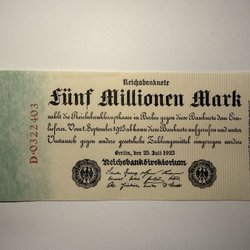 Reichsbanknote
Fünf Millionen Mark
zahlt die Reichsbankhauptkasse in Berlin gegen diese Banknote dem Ein-
lieferer. Vom 1. September 1923 ab kann diese Banknote aufgerufen und unter
Umtausch gegen andere gesetzliche Zahlungsmittel eingezogen werden
Berlin, den 25. Juli 1923
Reichsbankdirektorium
D·0322403